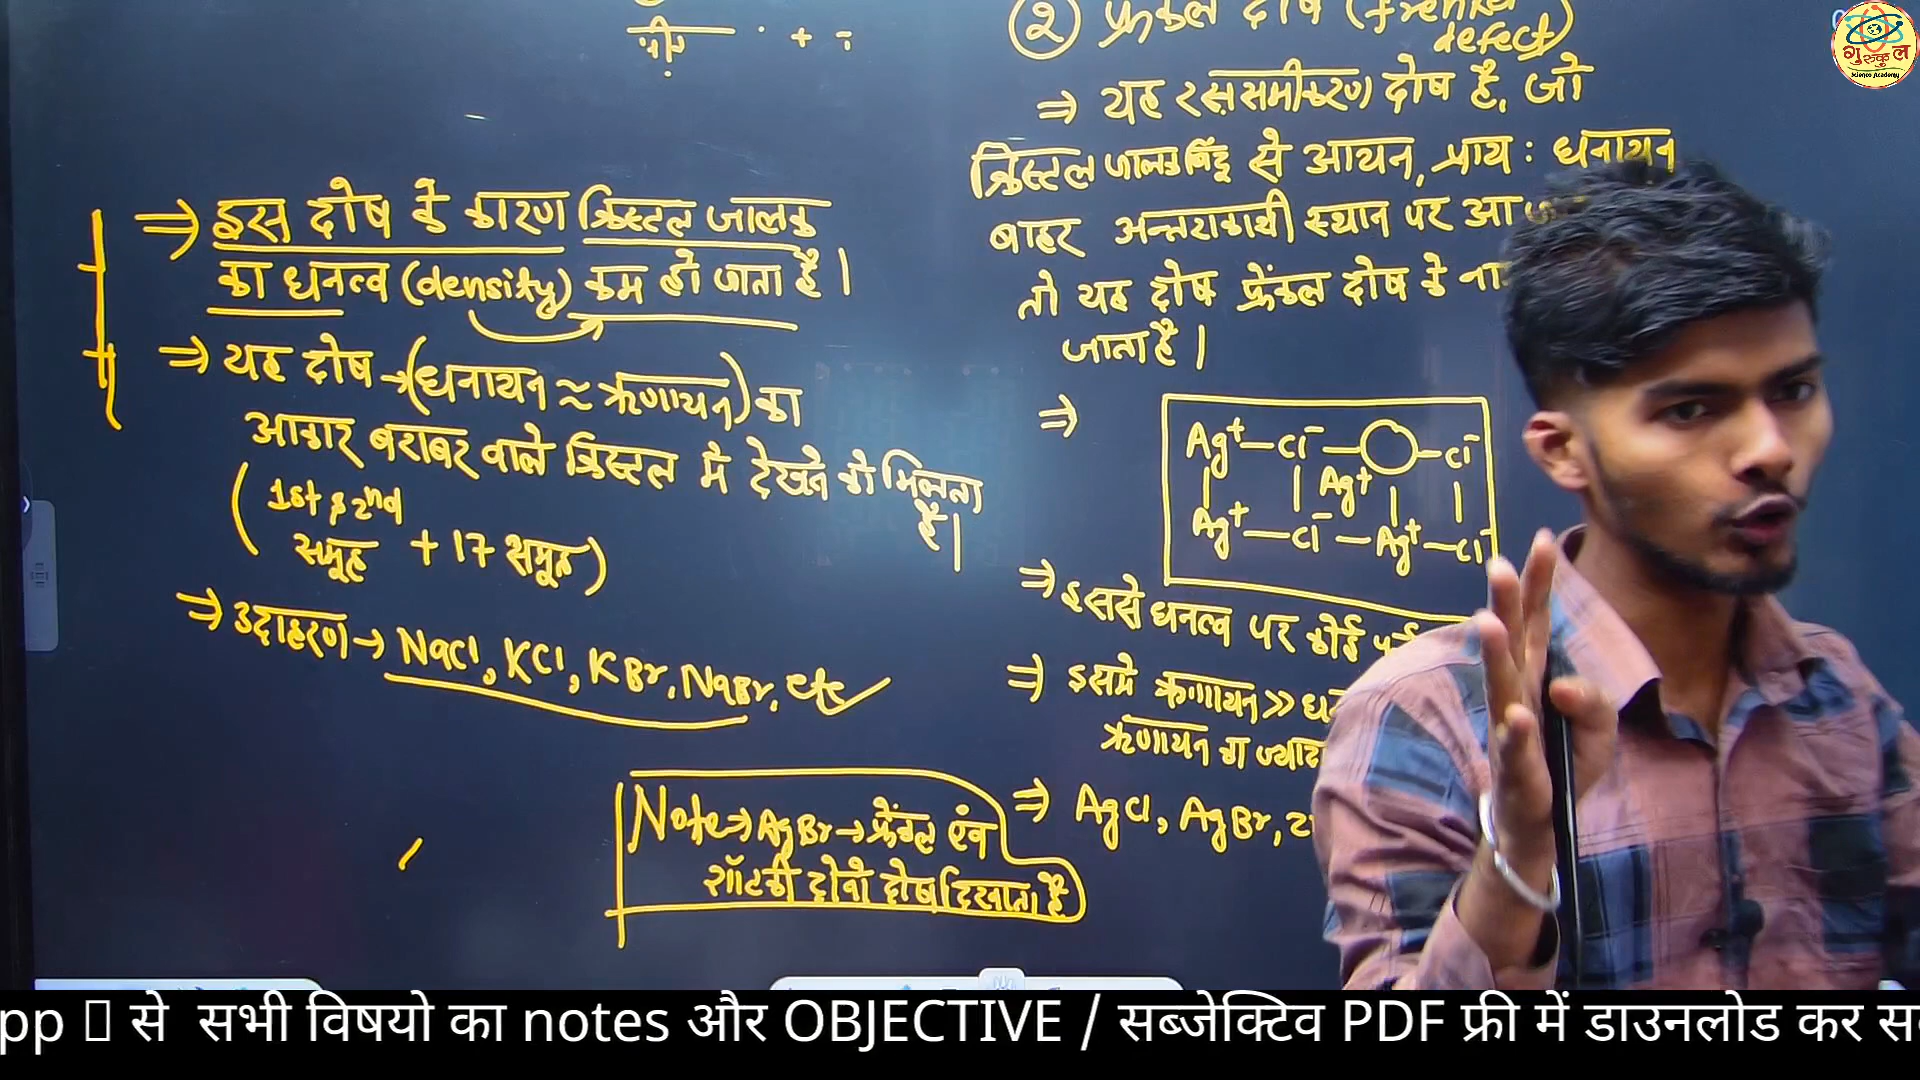 ⇒ इस दोष के कारण क्रिस्टल जालक
का घनत्व (density) कम हो जाता है।
⇒ यह दोष → (धनायन ≈ ऋणायन) का
आकार बराबर वाले क्रिस्टल में देखने को मिलता
है।
(1st & 2nd
समूह + 17 समूह)
⇒ उदाहरण → NaCl, KCl, KBr, NaBr, etc
Note → AgBr → फ्रेंकल एंव
शॉटकी दोनो दोष दिखाता है
② फ्रेंकल दोष (frenkel
defect)
⇒ यह रससमीकरण दोष है, जो
क्रिस्टल जालक बिंदू से आयन, प्राय: धनायन
बाहर अन्तराकाशी स्थान पर आ
तो यह दोष फ्रेंकल दोष के
जाता है।
⇒
Ag⁺—Cl⁻—○—Cl⁻
Ag⁺
Ag⁺—Cl⁻—Ag⁺—Cl⁻
⇒ इससे घनत्व पर कोई
⇒ इसमे ऋणायन >>
ऋणायन का
⇒ AgCl, AgBr,
गुरुकुल
Science Academy
pp से सभी विषयो का notes और OBJECTIVE / सब्जेक्टिव PDF फ्री में डाउनलोड कर